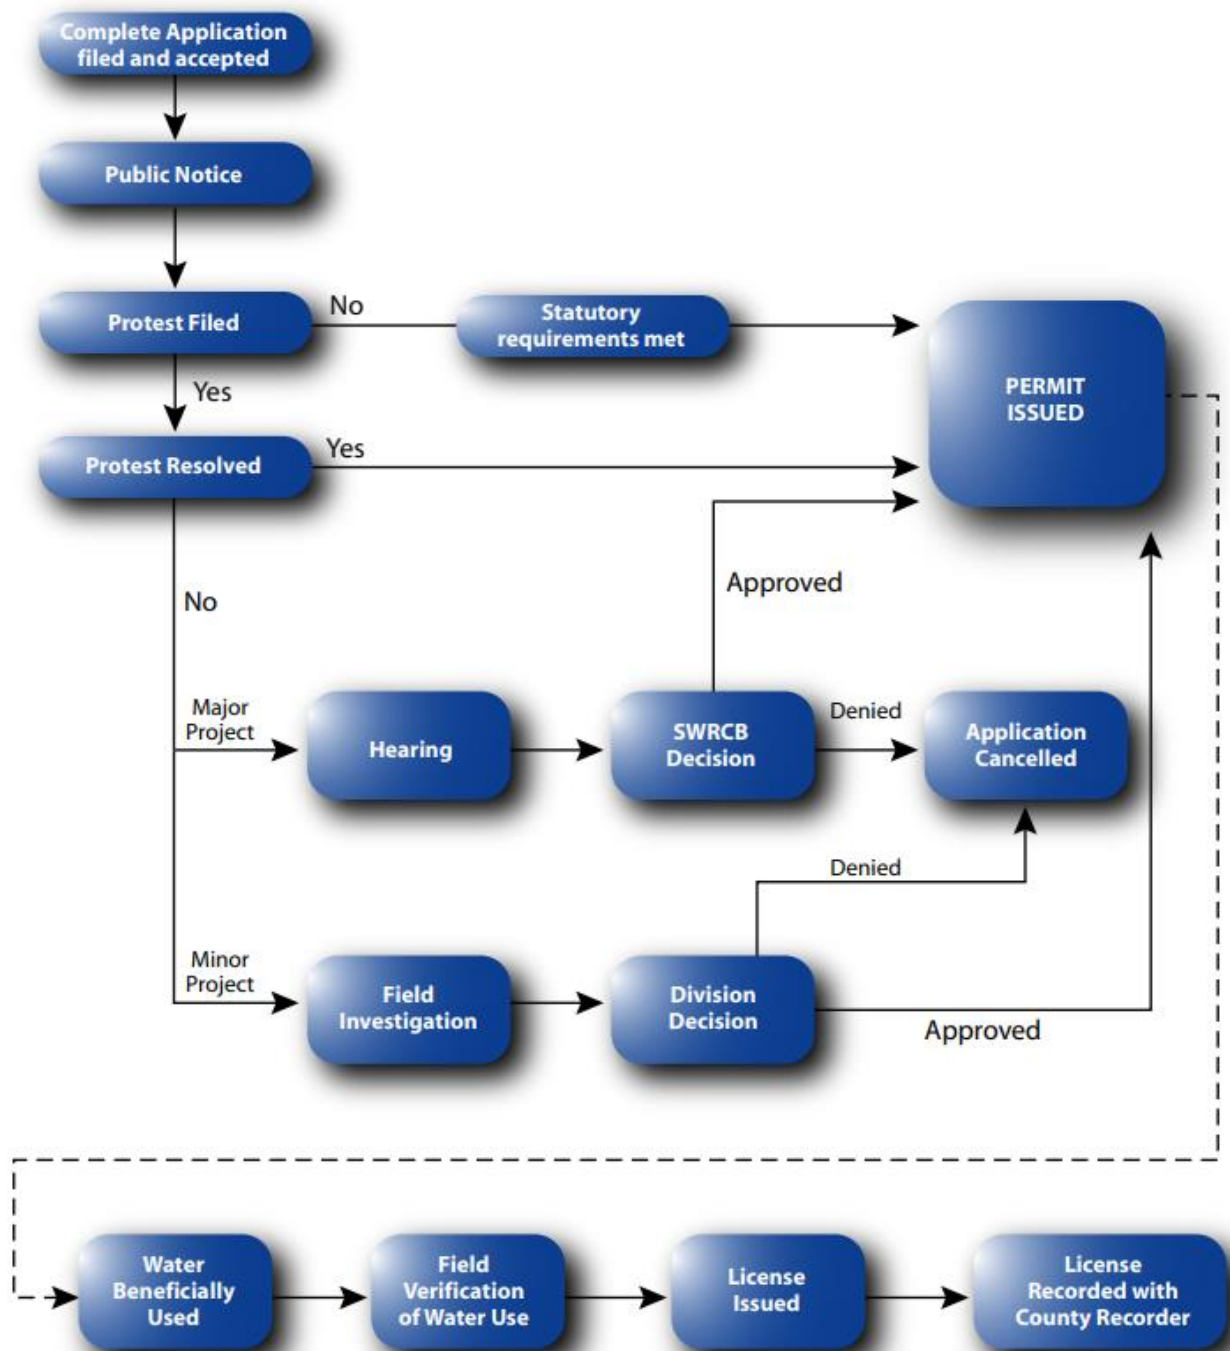 Complete Application
filed and accepted
Public Notice
Protest Filed
No
Statutory
requirements met
PERMIT
ISSUED
Yes
Protest Resolved
Yes
No
Approved
Major
Project
Hearing
SWRCB
Decision
Denied
Application
Cancelled
Denied
Minor
Project
Field
Investigation
Division
Decision
Approved
Water
Beneficially
Used
Field
Verification
of Water Use
License
Issued
License
Recorded with
County Recorder